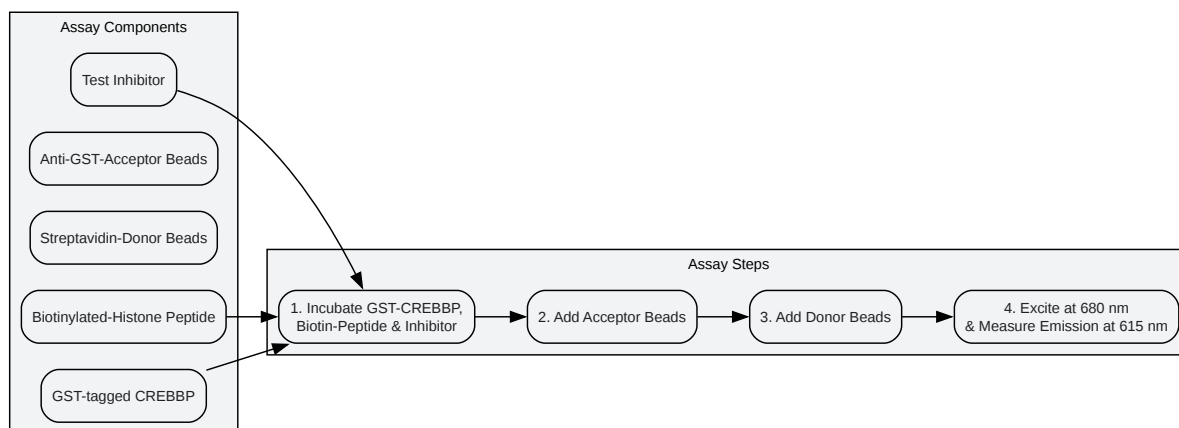 Assay Components
Test Inhibitor
Anti-GST-Acceptor Beads
Streptavidin-Donor Beads
Biotinylated-Histone Peptide
GST-tagged CREBBP
Assay Steps
1. Incubate GST-CREBBP,
Biotin-Peptide & Inhibitor
2. Add Acceptor Beads
3. Add Donor Beads
4. Excite at 680 nm
& Measure Emission at 615 nm